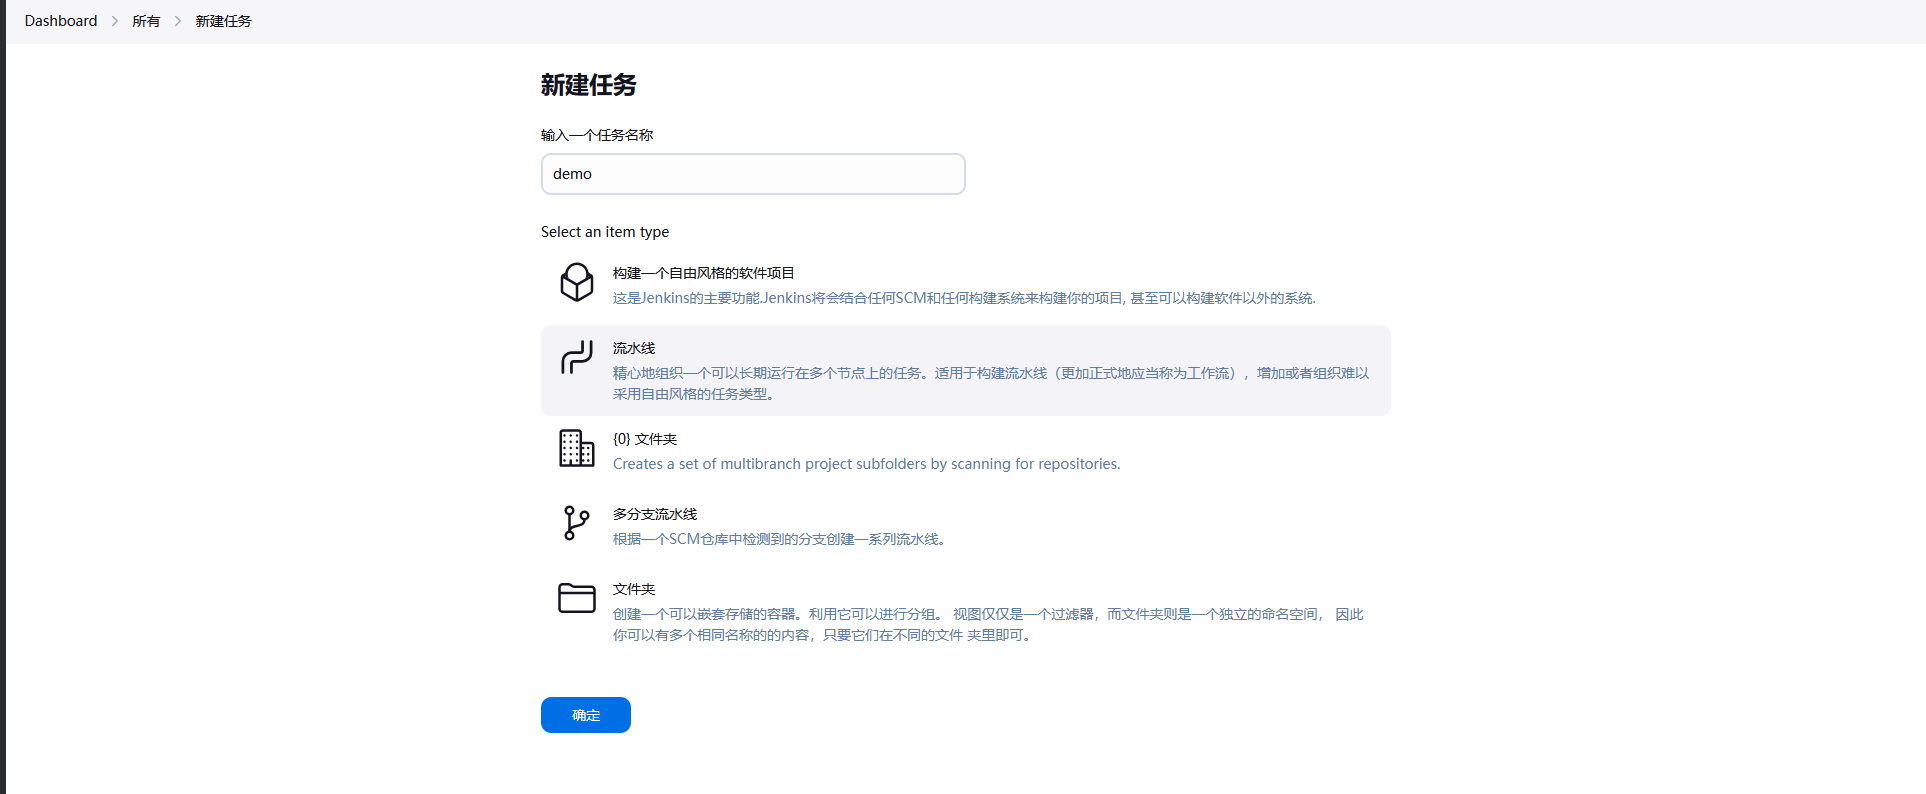 Dashboard > 所有 > 新建任务
新建任务
输入一个任务名称
demo
Select an item type
构建一个自由风格的软件项目
这是Jenkins的主要功能.Jenkins将会结合任何SCM和任何构建系统来构建你的项目, 甚至可以构建软件以外的系统.
流水线
精心地组织一个可以长期运行在多个节点上的任务。适用于构建流水线（更加正式地应当称为工作流），增加或者组织难以
采用自由风格的任务类型。
{0} 文件夹
Creates a set of multibranch project subfolders by scanning for repositories.
多分支流水线
根据一个SCM仓库中检测到的分支创建一系列流水线。
文件夹
创建一个可以嵌套存储的容器。利用它可以进行分组。 视图仅仅是一个过滤器，而文件夹则是一个独立的命名空间， 因此
你可以有多个相同名称的的内容，只要它们在不同的文件 夹里即可。
确定